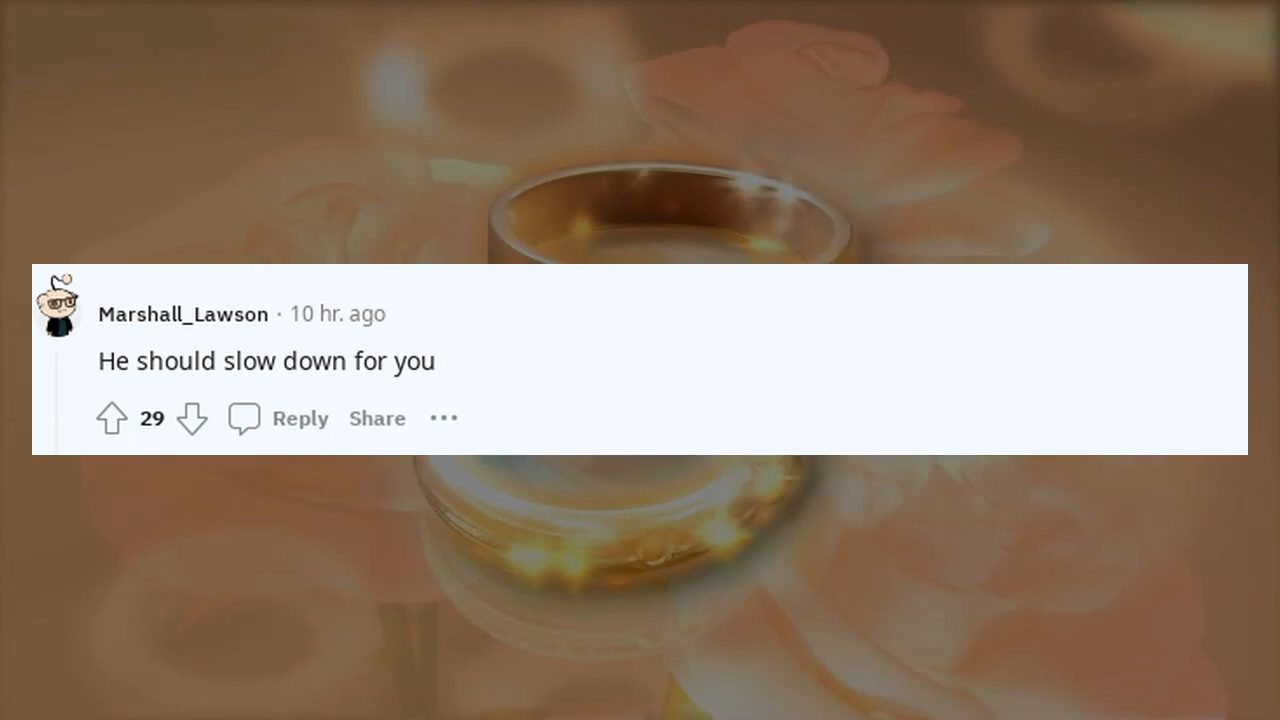 Marshall_Lawson · 10 hr. ago
He should slow down for you
29 Reply Share ···